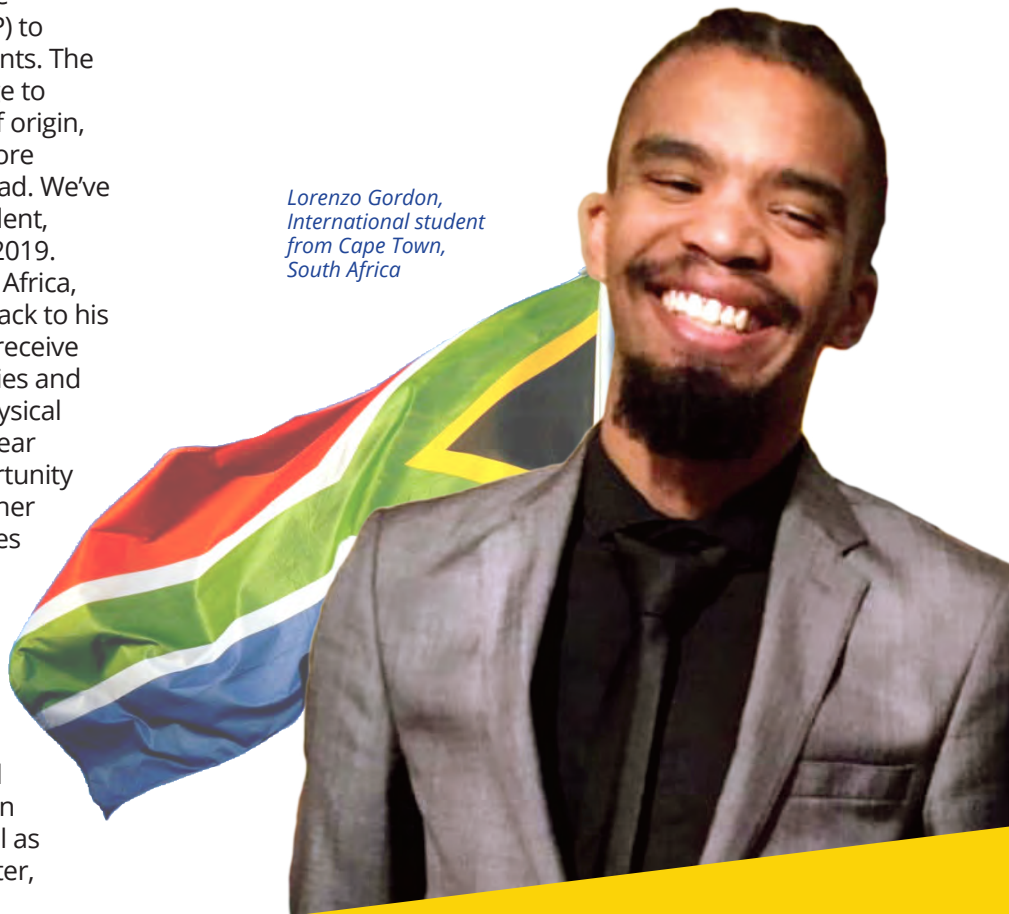 P) to
nts. The
e to
f origin,
ore
ad. We've
lent,
2019.
Africa,
ack to his
receive
ies and
ysical
ear
rtunity
her
es
n
l as
ter,
Lorenzo Gordon,
International student
from Cape Town,
South Africa